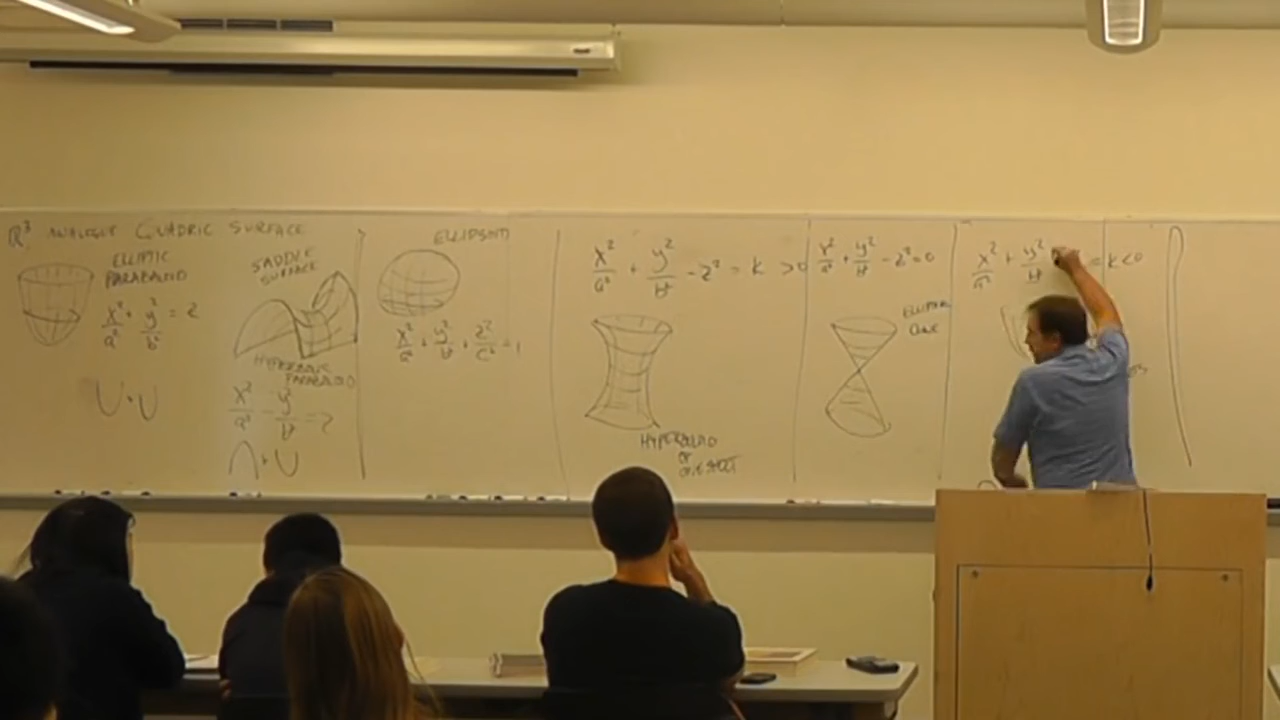 ℝ³ ANALOGUE QUADRIC SURFACE
ELLIPTIC
PARABOLOID
x²/a² + y²/b² = z
SADDLE
SURFACE
HYPERBOLIC
PARABOLOID
x²/a² - y²/b² = z
ELLIPSOID
x²/a² + y²/b² + z²/c² = 1
x²/a² + y²/b² - z² = k > 0
HYPERBOLOID
OF
ONE SHEET
x²/a² + y²/b² - z² = 0
ELLIPTIC
CONE
x²/a² + y²/b² = k < 0